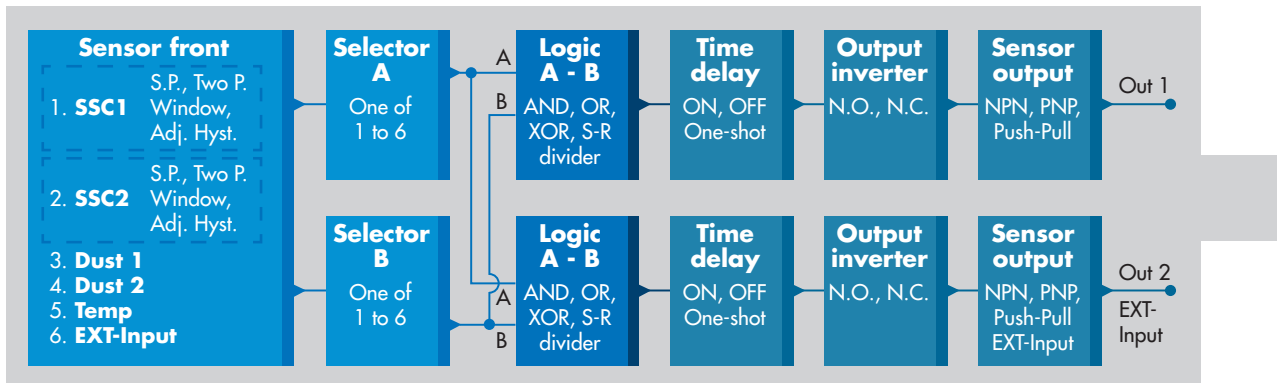 Sensor front
S.P., Two P.
1. SSC1 Window,
Adj. Hyst.
S.P., Two P.
2. SSC2 Window,
Adj. Hyst.
3. Dust 1
4. Dust 2
5. Temp
6. EXT-Input
Selector
A
One of
1 to 6
A
B
Logic
A - B
AND, OR,
XOR, S-R
divider
Time
delay
ON, OFF
One-shot
Output
inverter
N.O., N.C.
Sensor
output
NPN, PNP,
Push-Pull
Out 1
Selector
B
One of
1 to 6
A
B
Logic
A - B
AND, OR,
XOR, S-R
divider
Time
delay
ON, OFF
One-shot
Output
inverter
N.O., N.C.
Sensor
output
NPN, PNP,
Push-Pull
EXT-Input
Out 2
EXT-
Input